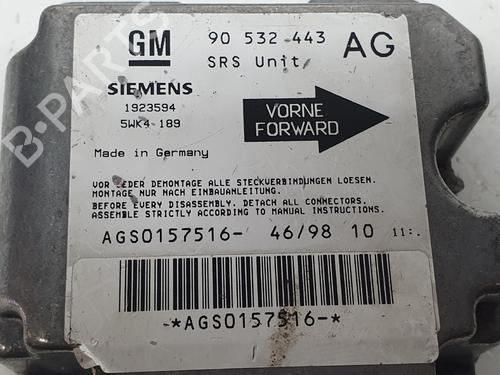 GM 90 532 443 AG
SRS Unit
SIEMENS
1923594
5WK4-189
VORNE
FORWARD
Made in Germany
VOR JEDER DEMONTAGE ALLE STECKVERBINDUNGEN LOESEN.
MONTAGE NUR NACH EINBAUANLEITUNG.
BEFORE EVERY DISASSEMBLY. DETACH ALL CONNECTORS.
ASSEMBLE STRICTLY ACCORDING TO MANUAL INSTRUMENS.
AGS0157516- 46/98 10 11:.
*AGS0157516-*
B-PARTS